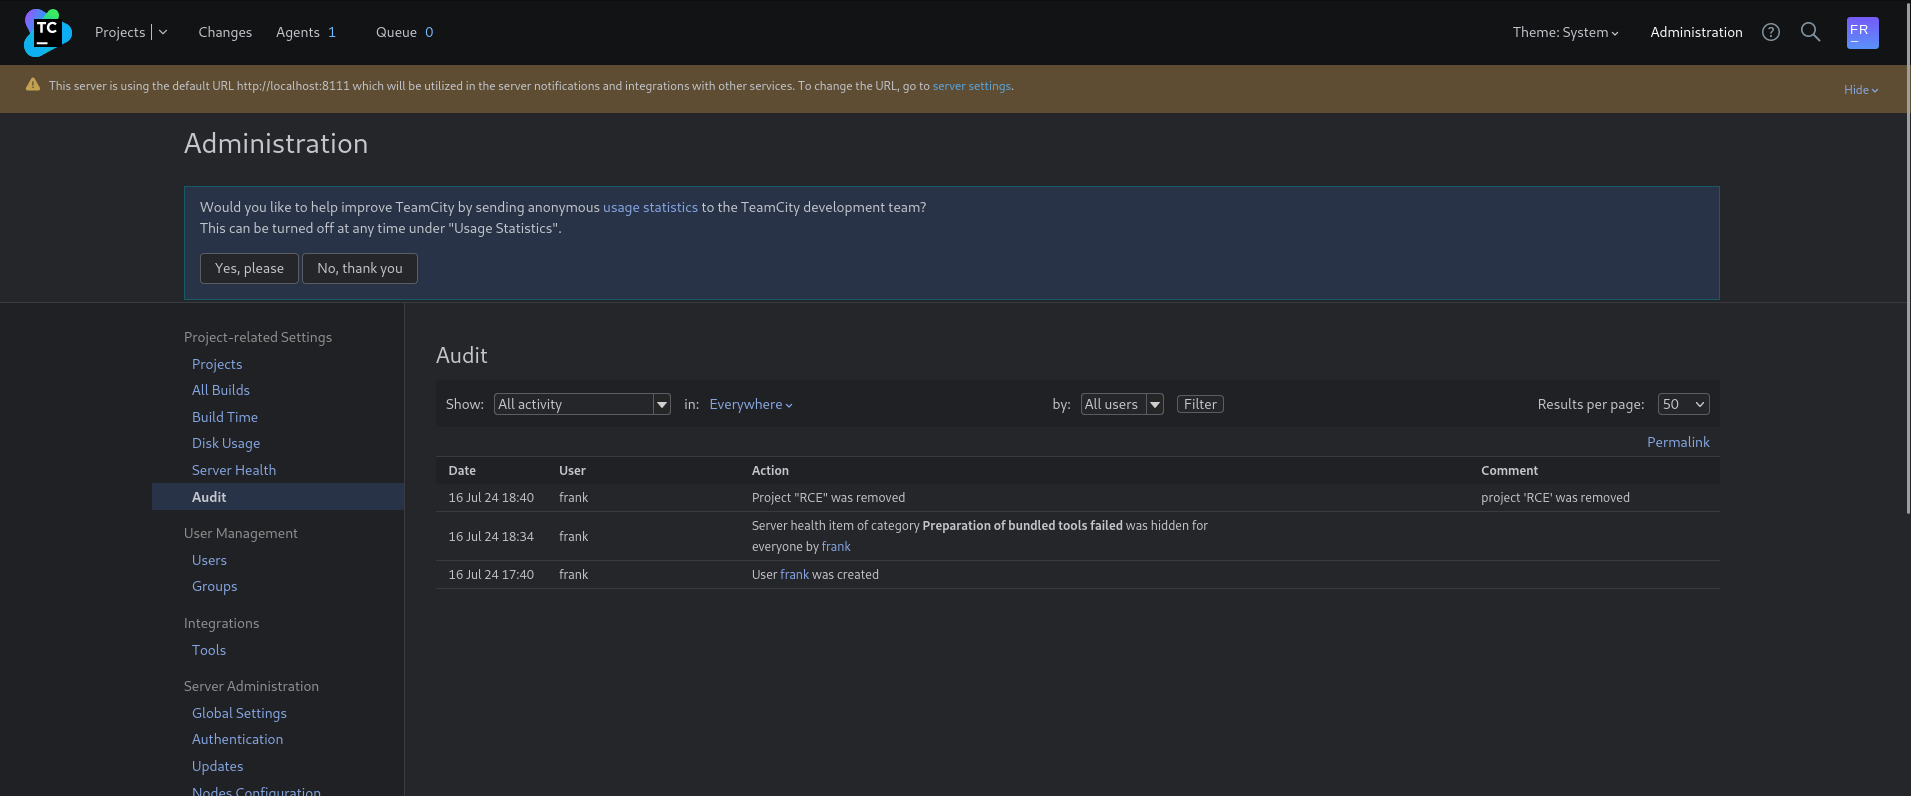 TC
Projects
Changes
Agents 1
Queue 0
Theme: System
Administration
?
FR
This server is using the default URL http://localhost:8111 which will be utilized in the server notifications and integrations with other services. To change the URL, go to server settings.
Hide
Administration
Would you like to help improve TeamCity by sending anonymous usage statistics to the TeamCity development team?
This can be turned off at any time under "Usage Statistics".
Yes, please
No, thank you
Project-related Settings
Projects
All Builds
Build Time
Disk Usage
Server Health
Audit
User Management
Users
Groups
Integrations
Tools
Server Administration
Global Settings
Authentication
Updates
Nodes Configuration
Audit
Show: All activity in: Everywhere by: All users Filter Results per page: 50
Permalink
Date User Action Comment
16 Jul 24 18:40 frank Project "RCE" was removed project 'RCE' was removed
16 Jul 24 18:34 frank Server health item of category Preparation of bundled tools failed was hidden for
everyone by frank
16 Jul 24 17:40 frank User frank was created